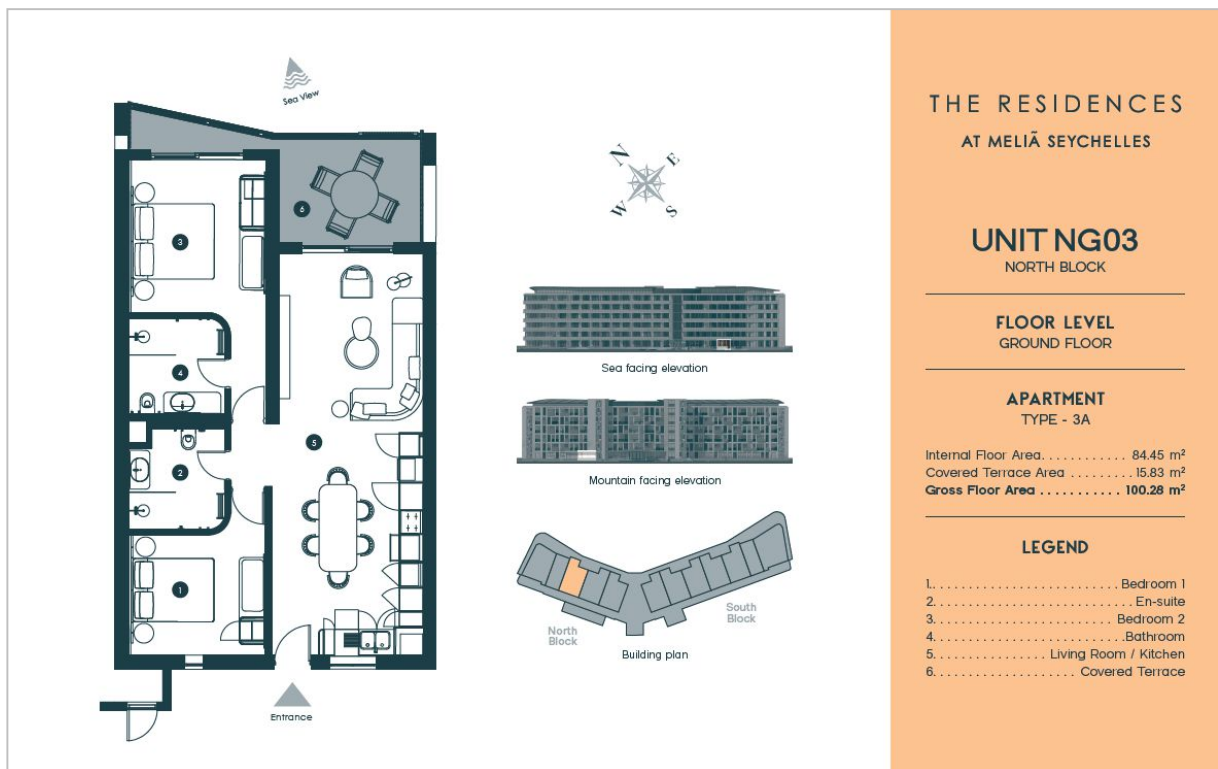 Sea View
6
3
4
5
2
1
Entrance
N
E
W
S
Sea facing elevation
Mountain facing elevation
North
Block
South
Block
Building plan
THE RESIDENCES
AT MELIÃ SEYCHELLES
UNIT NG03
NORTH BLOCK
FLOOR LEVEL
GROUND FLOOR
APARTMENT
TYPE - 3A
Internal Floor Area. . . . . . . . . . . . 84.45 m²
Covered Terrace Area . . . . . . . . . 15.83 m²
Gross Floor Area . . . . . . . . . . . 100.28 m²
LEGEND
1. . . . . . . . . . . . . . . . . . . . . . . . . . Bedroom 1
2. . . . . . . . . . . . . . . . . . . . . . . . . . . . En-suite
3. . . . . . . . . . . . . . . . . . . . . . . . . . Bedroom 2
4. . . . . . . . . . . . . . . . . . . . . . . . . . .Bathroom
5. . . . . . . . . . . . . . . . Living Room / Kitchen
6. . . . . . . . . . . . . . . . . . . . Covered Terrace